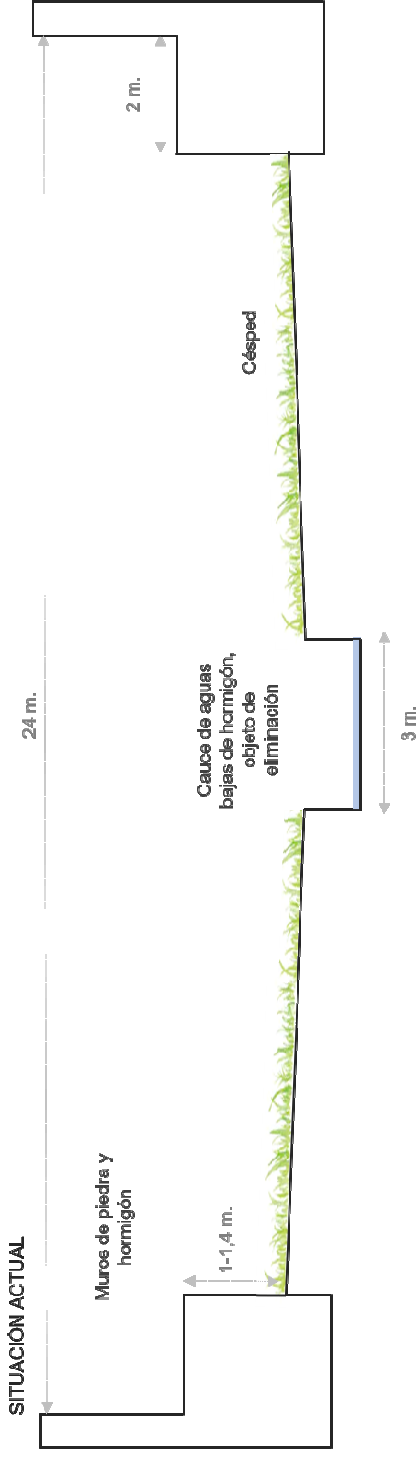 SITUACIÓN ACTUAL
24 m.
Muros de piedra y
hormigón
2 m.
1-1,4 m.
Cauce de aguas
bajas de hormigón,
objeto de
eliminación
Césped
3 m.